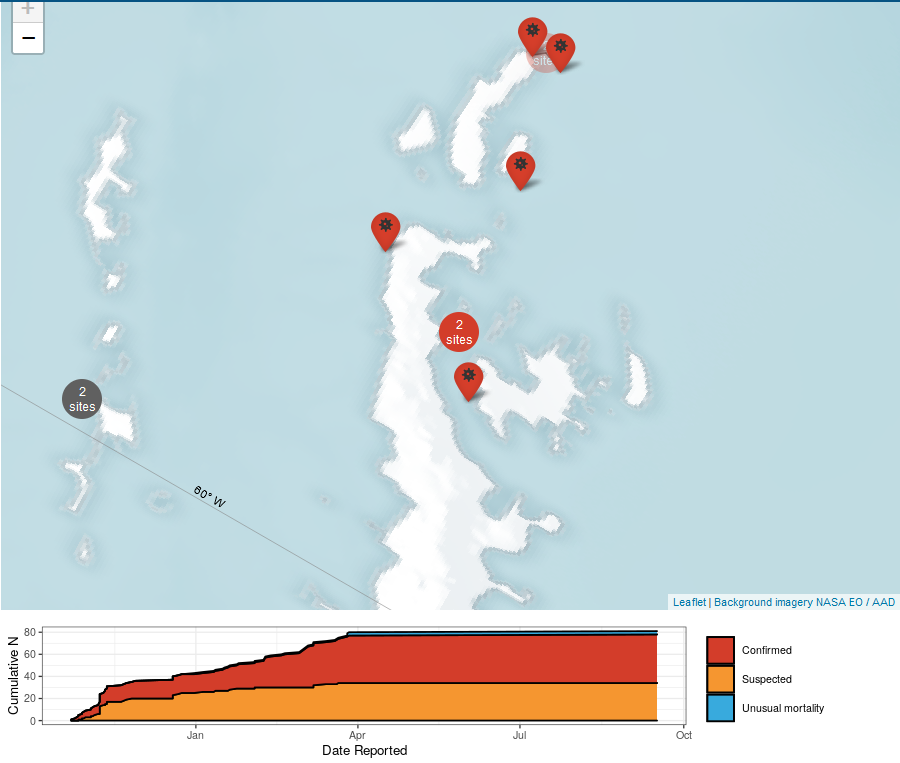 +
−
site
2
sites
2
sites
60° W
Leaflet | Background imagery NASA EO / AAD
Cumulative N
80
60
40
20
0
Jan
Apr
Jul
Oct
Date Reported
Confirmed
Suspected
Unusual mortality